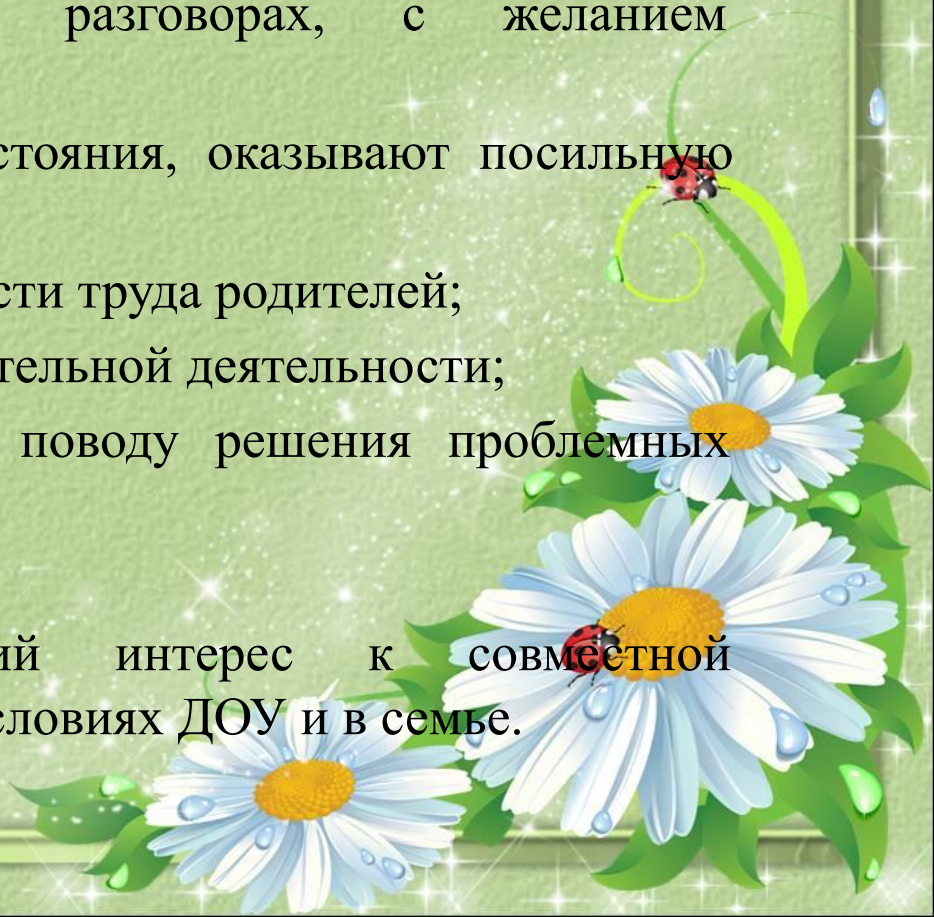 разговорах, с желанием
стояния, оказывают посильную
сти труда родителей;
тельной деятельности;
поводу решения проблемных
ий интерес к совместной
словиях ДОУ и в семье.